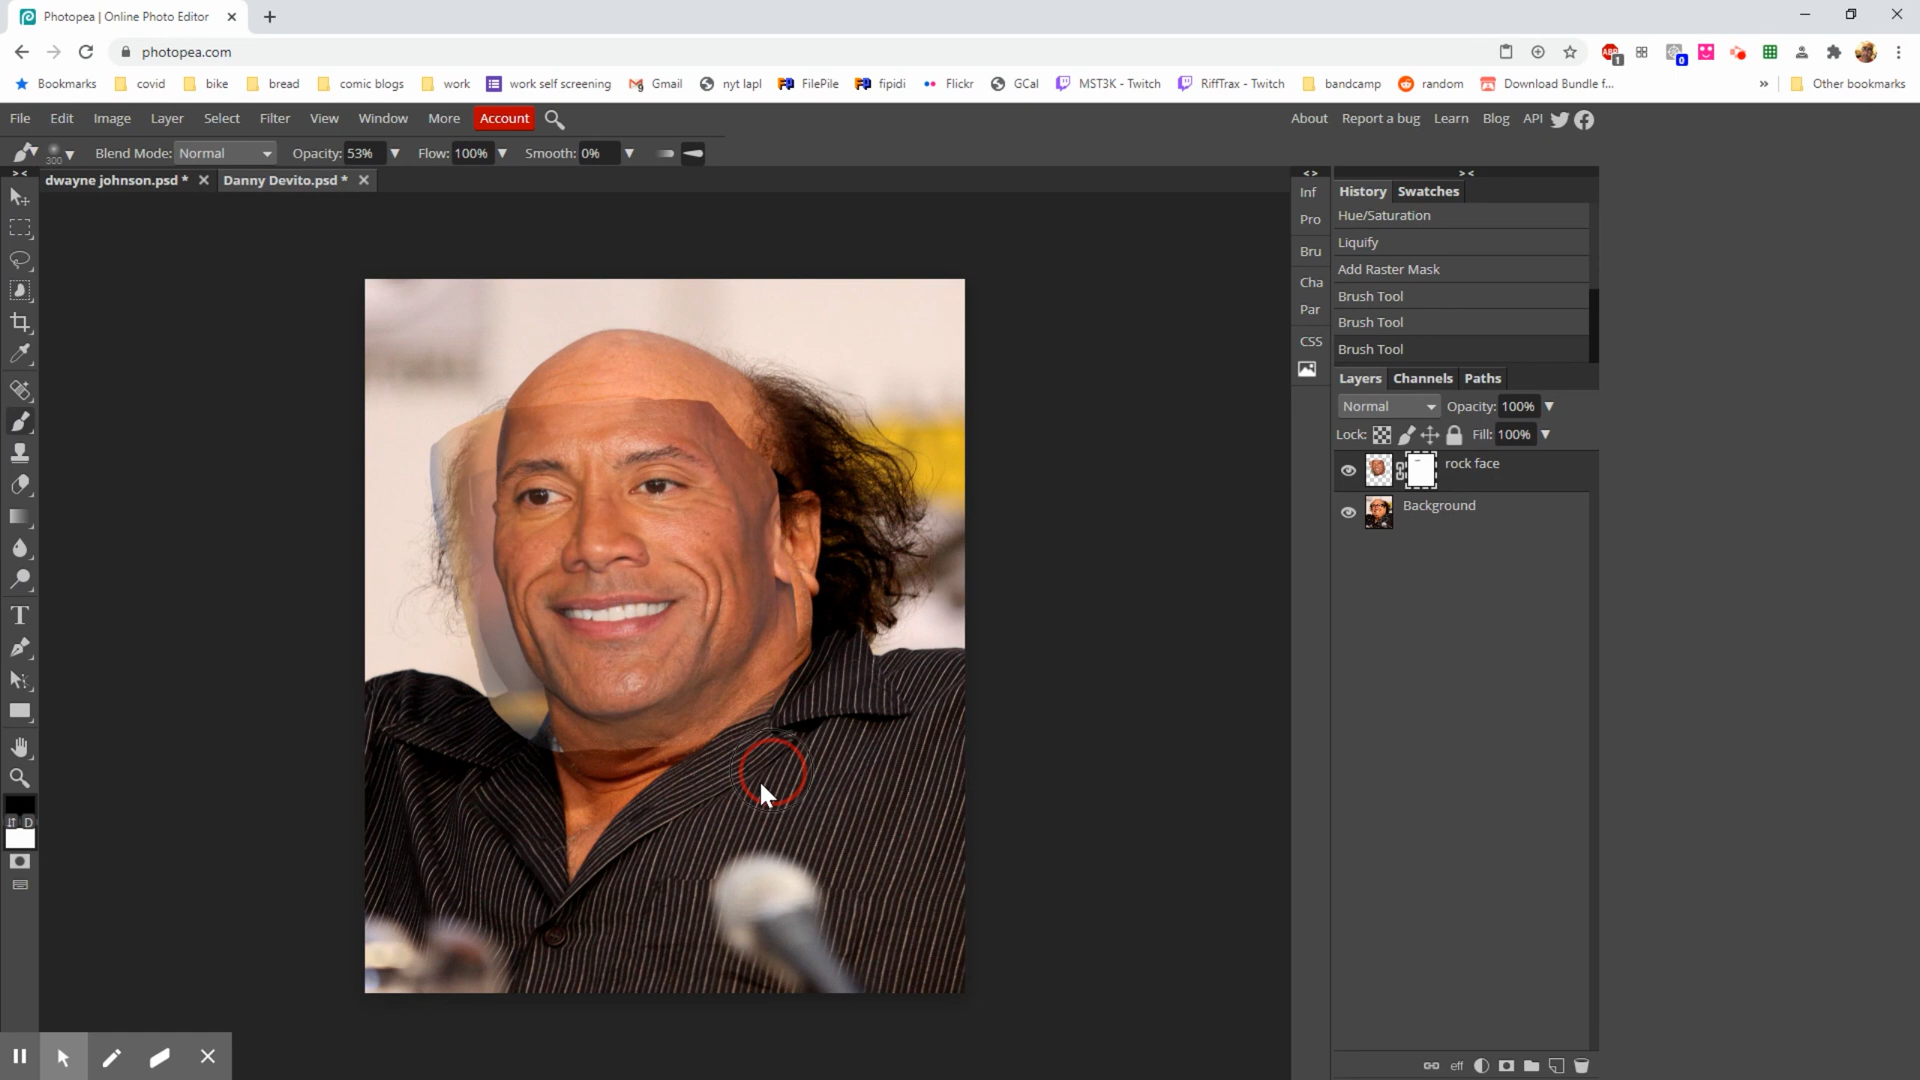 Photopea | Online Photo Editor
photopea.com
1
0
Bookmarks covid bike bread comic blogs work work self screening Gmail nyt lapl FilePile fipidi Flickr GCal MST3K - Twitch RiffTrax - Twitch bandcamp random Download Bundle f... » Other bookmarks
File Edit Image Layer Select Filter View Window More Account About Report a bug Learn Blog API
300 Blend Mode: Normal Opacity: 53% Flow: 100% Smooth: 0%
dwayne johnson.psd * Danny Devito.psd *
> <
< >
> <
Inf
Pro
Bru
Cha
Par
CSS
History Swatches
Hue/Saturation
Liquify
Add Raster Mask
Brush Tool
Brush Tool
Brush Tool
Layers Channels Paths
Normal Opacity: 100%
Lock: Fill: 100%
rock face
Background
D
eff